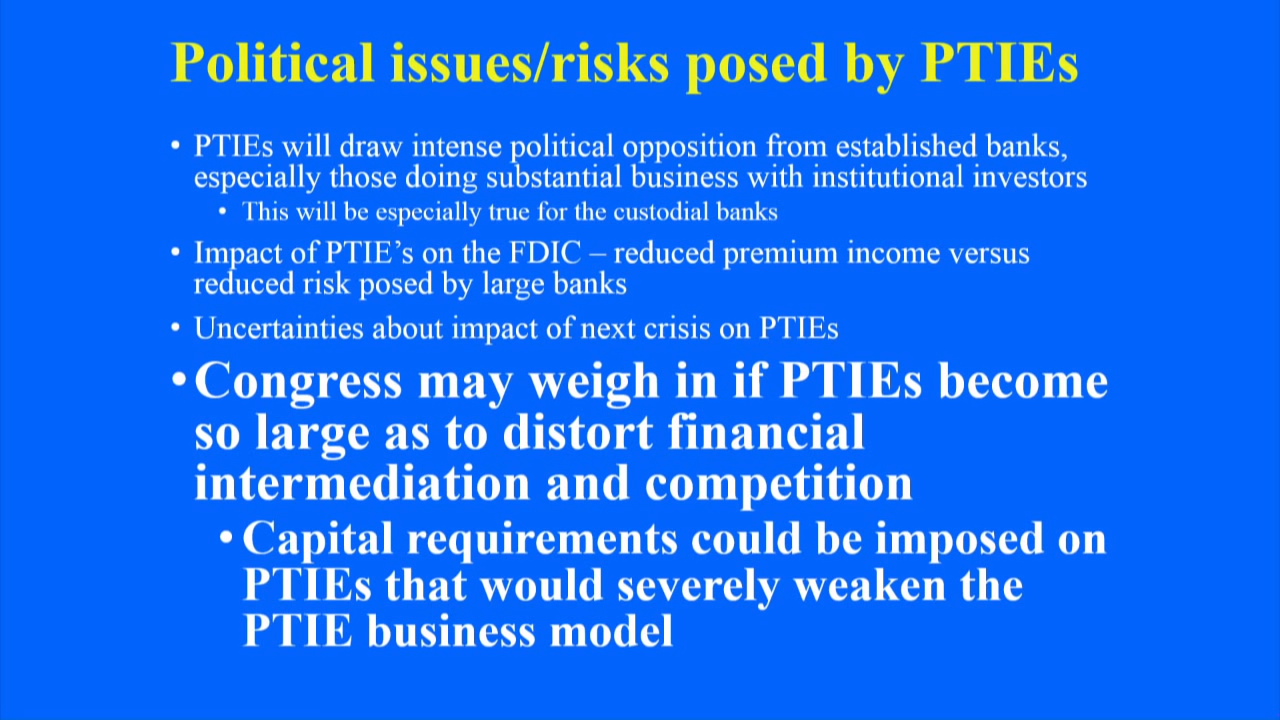 Political issues/risks posed by PTIEs
• PTIEs will draw intense political opposition from established banks,
especially those doing substantial business with institutional investors
• This will be especially true for the custodial banks
• Impact of PTIE's on the FDIC – reduced premium income versus
reduced risk posed by large banks
• Uncertainties about impact of next crisis on PTIEs
• Congress may weigh in if PTIEs become
so large as to distort financial
intermediation and competition
• Capital requirements could be imposed on
PTIEs that would severely weaken the
PTIE business model